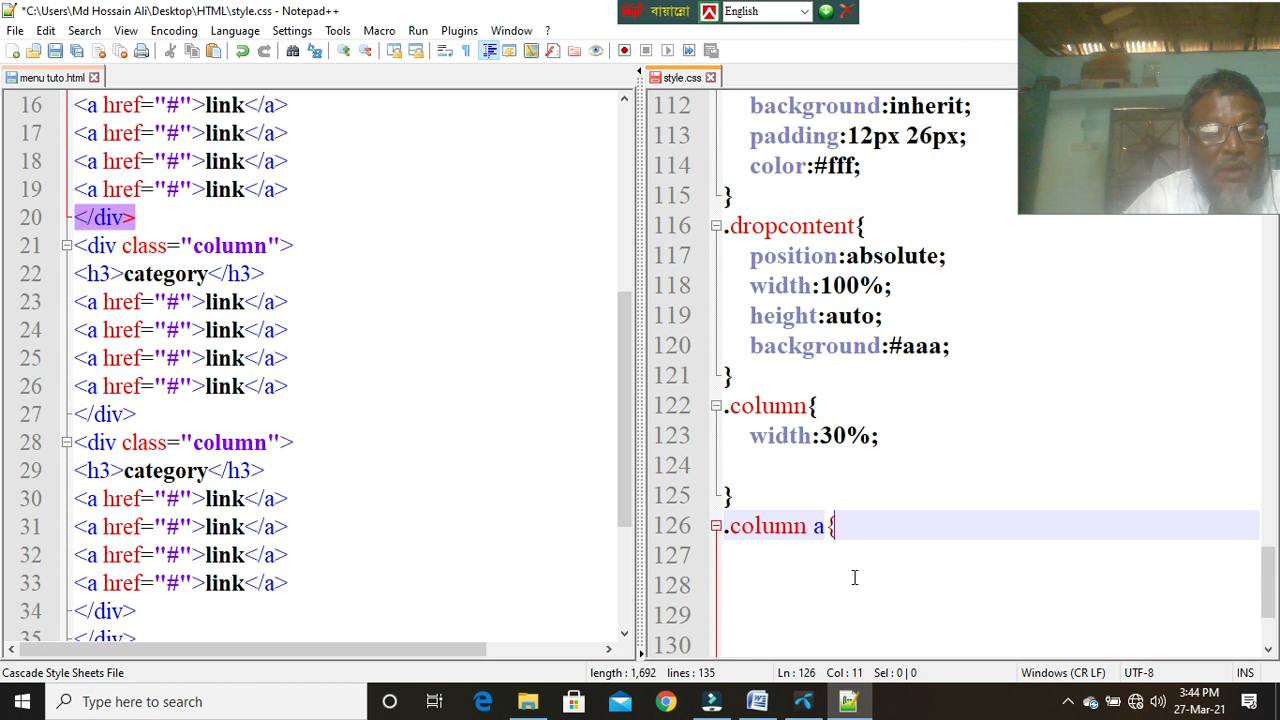 *C:\Users\Md Hossain Ali\Desktop\HTML\style.css - Notepad++
বায়ান্নো English
File Edit Search View Encoding Language Settings Tools Macro Run Plugins Window ?
menu tuto.html
style.css
16 <a href="#">link</a>
17 <a href="#">link</a>
18 <a href="#">link</a>
19 <a href="#">link</a>
20 </div>
21 <div class="column">
22 <h3>category</h3>
23 <a href="#">link</a>
24 <a href="#">link</a>
25 <a href="#">link</a>
26 <a href="#">link</a>
27 </div>
28 <div class="column">
29 <h3>category</h3>
30 <a href="#">link</a>
31 <a href="#">link</a>
32 <a href="#">link</a>
33 <a href="#">link</a>
34 </div>
35 </div>
112 background:inherit;
113 padding:12px 26px;
114 color:#fff;
115 }
116 .dropcontent{
117 position:absolute;
118 width:100%;
119 height:auto;
120 background:#aaa;
121 }
122 .column{
123 width:30%;
124
125 }
126 .column a{
127
128
129
130
Cascade Style Sheets File length : 1,692 lines : 135 Ln : 126 Col : 11 Sel : 0 | 0 Windows (CR LF) UTF-8 INS
Type here to search
3:44 PM
27-Mar-21